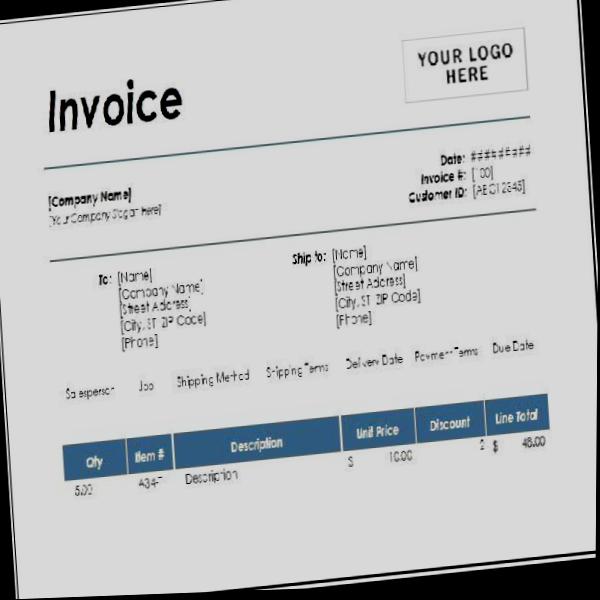 YOUR LOGO
HERE
Invoice
Date: #########
Invoice #: [100]
Customer ID: [ABC12345]
[Company Name]
[Your Company Slogan Here]
To: [Name]
[Company Name]
[Street Address]
[City, ST ZIP Code]
[Phone]
Ship to: [Name]
[Company Name]
[Street Address]
[City, ST ZIP Code]
[Phone]
Salesperson Job Shipping Method Shipping Terms Delivery Date Payment Terms Due Date
Qty Item # Description Unit Price Discount Line Total
5.00 Description $ 10.00 2 $ 48.00